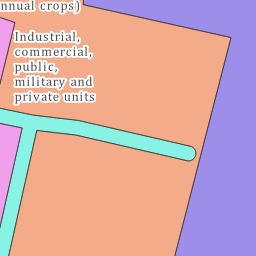 nnual crops)
Industrial,
commercial,
public,
military and
private units